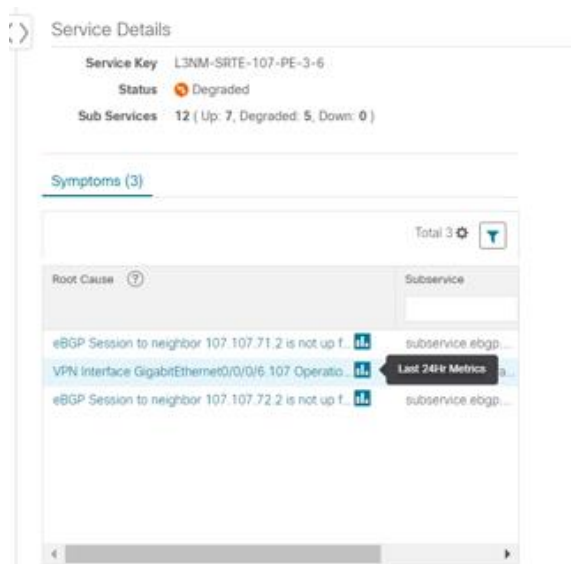 Service Details
Service Key L3NM-SRTE-107-PE-3-6
Status Degraded
Sub Services 12 ( Up: 7, Degraded: 5, Down: 0 )
Symptoms (3)
Total 3
Root Cause ? Subservice
eBGP Session to neighbor 107.107.71.2 is not up f... subservice.ebgp...
VPN Interface GigabitEthernet0/0/0/6.107 Operatio... Last 24Hr Metrics a...
eBGP Session to neighbor 107.107.72.2 is not up f... subservice.ebgp...